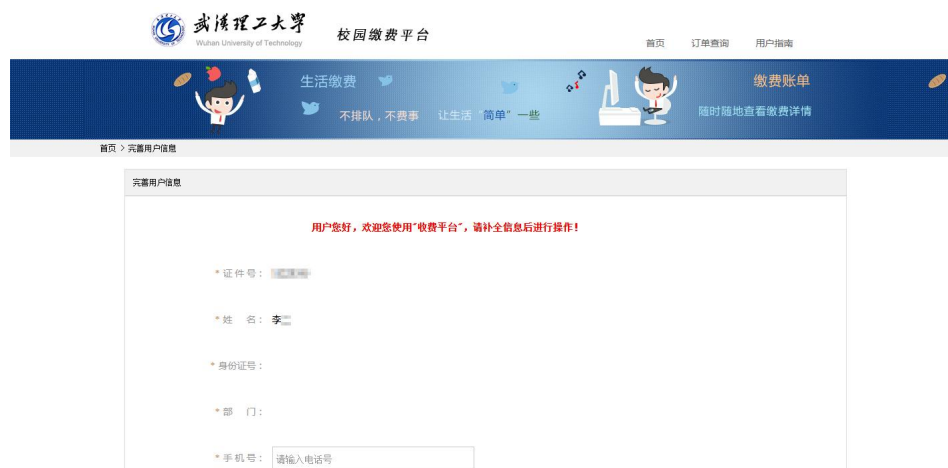 武汉理工大学
Wuhan University of Technology
校园缴费平台
首页 订单查询 用户指南
生活缴费
不排队，不费事 让生活“简单”一些
缴费账单
随时随地查看缴费详情
首页 > 完善用户信息
完善用户信息
用户您好，欢迎您使用"收费平台"，请补全信息后进行操作！
* 证 件 号：
* 姓 名： 李
* 身份证号：
* 部 门：
* 手 机 号： 请输入电话号